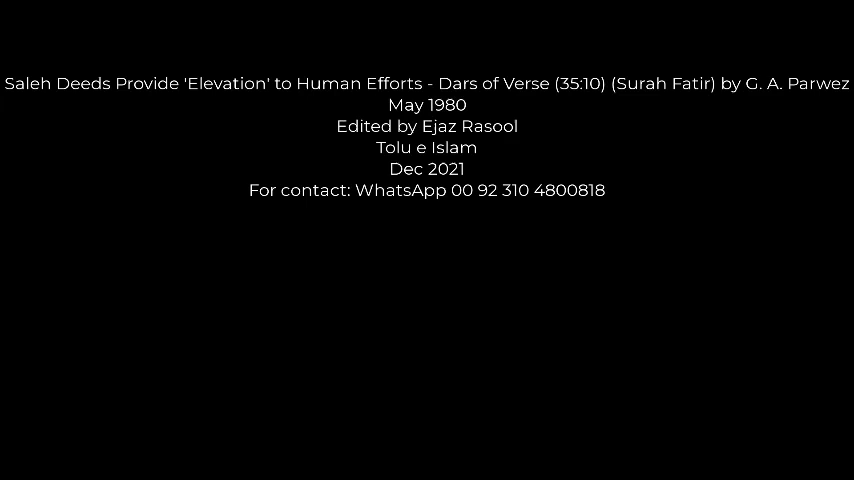 Saleh Deeds Provide 'Elevation' to Human Efforts - Dars of Verse (35:10) (Surah Fatir) by G. A. Parwez
May 1980
Edited by Ejaz Rasool
Tolu e Islam
Dec 2021
For contact: WhatsApp 00 92 310 4800818